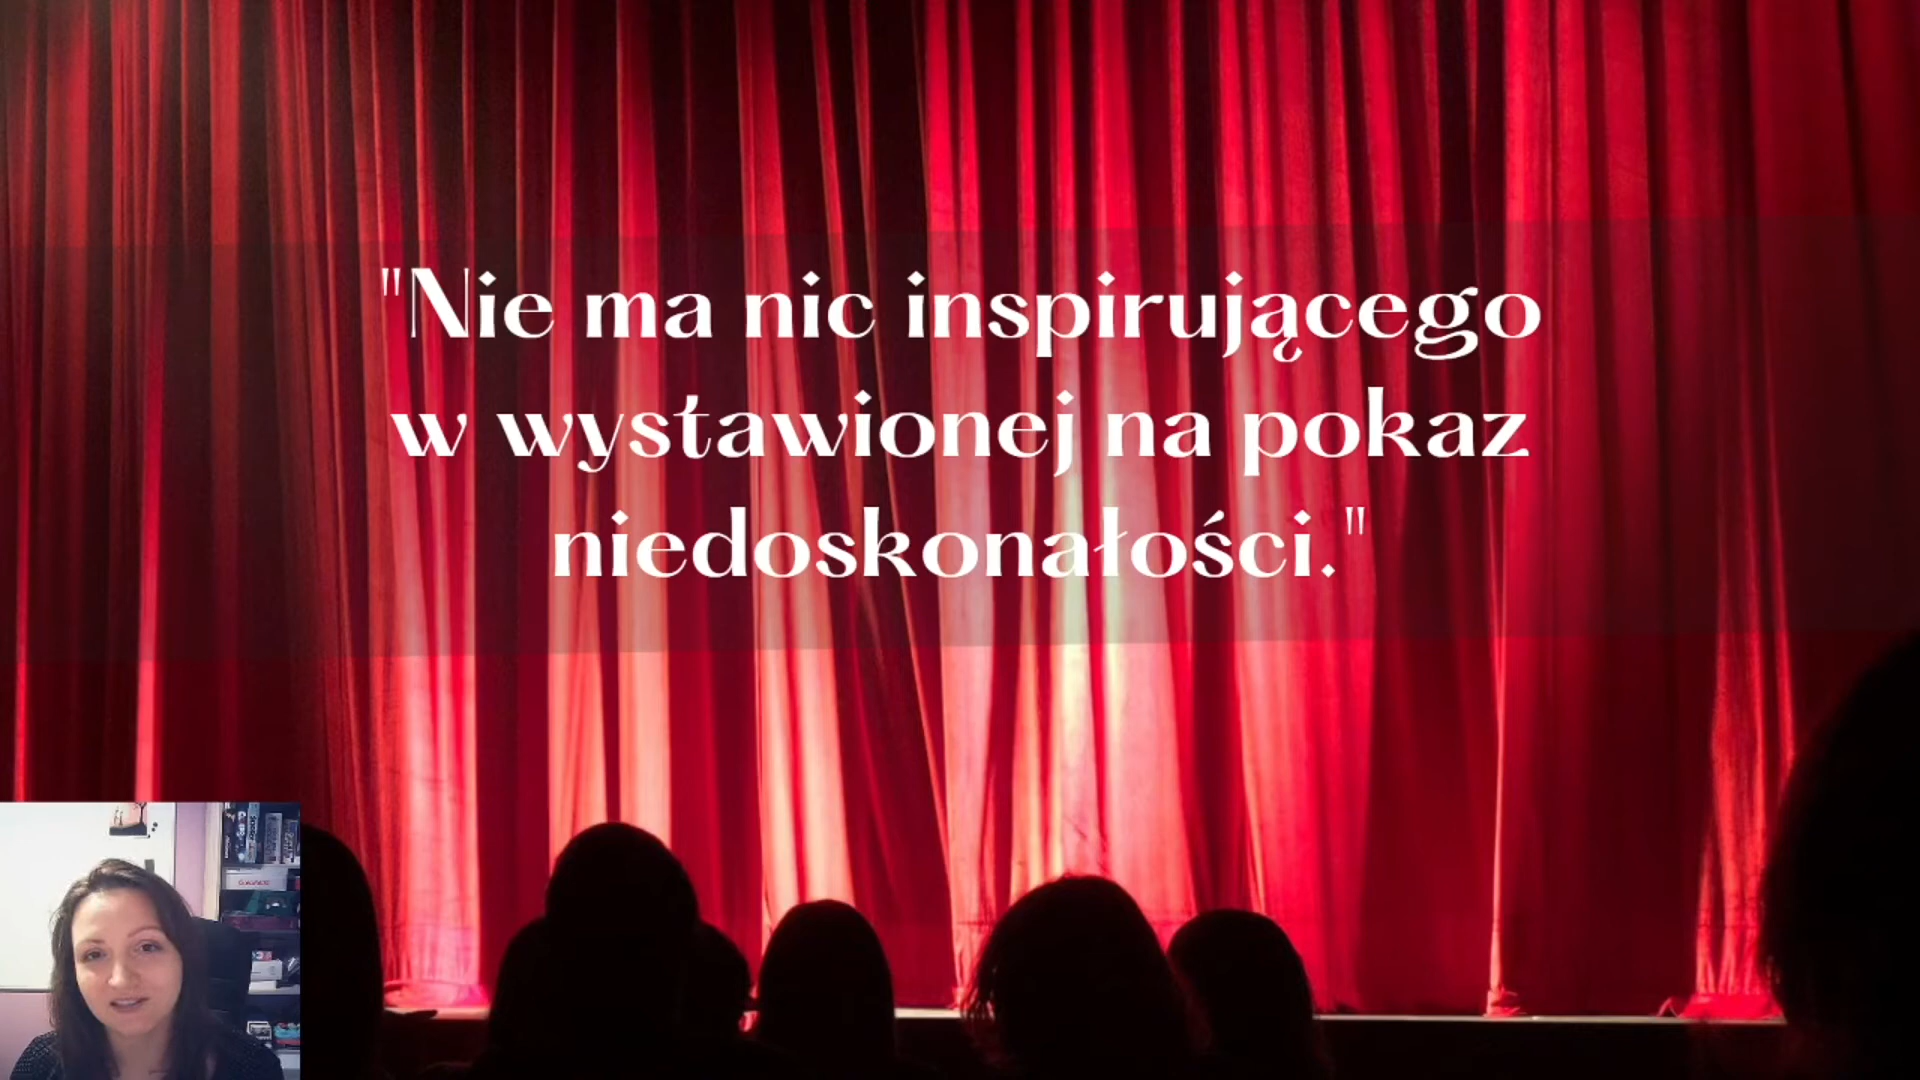 "Nie ma nic inspirującego
w wystawionej na pokaz
niedoskonałości."